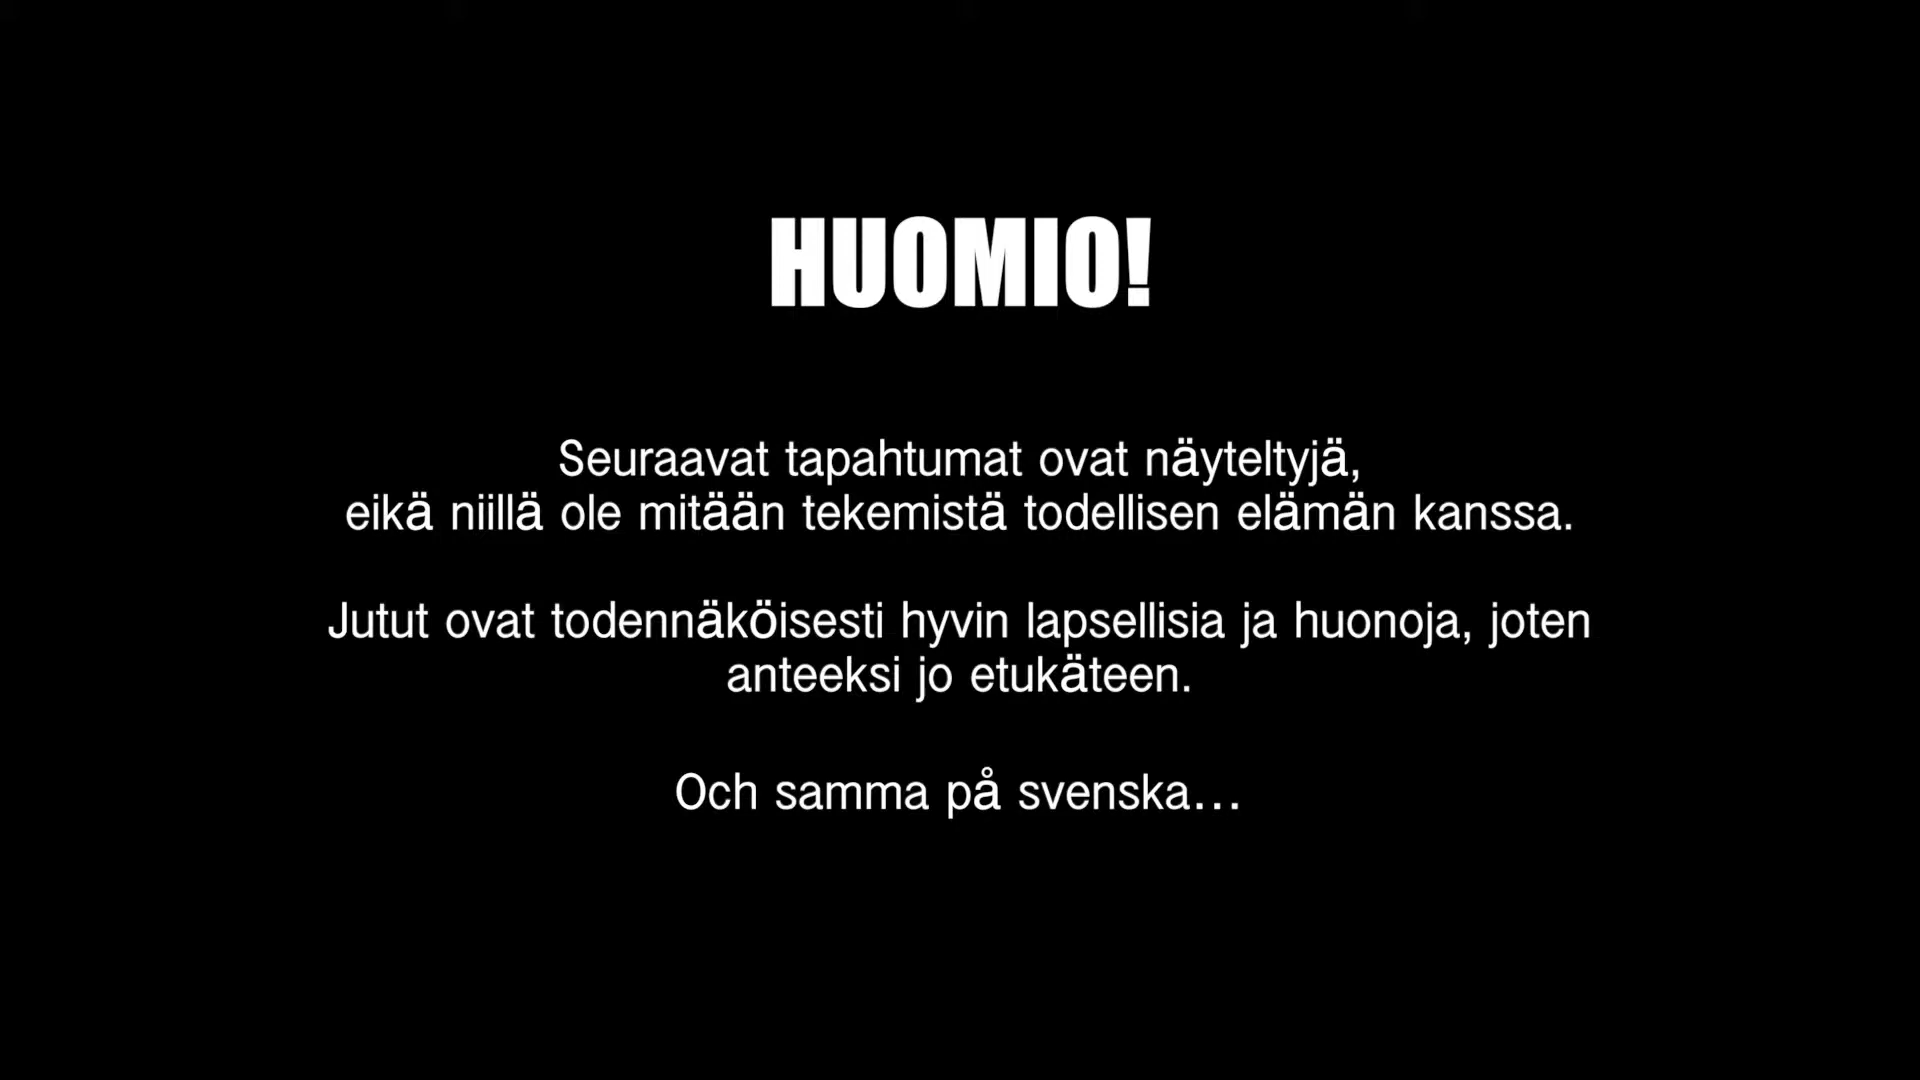 HUOMIO!
Seuraavat tapahtumat ovat näyteltyjä,
eikä niillä ole mitään tekemistä todellisen elämän kanssa.
Jutut ovat todennäköisesti hyvin lapsellisia ja huonoja, joten
anteeksi jo etukäteen.
Och samma på svenska...